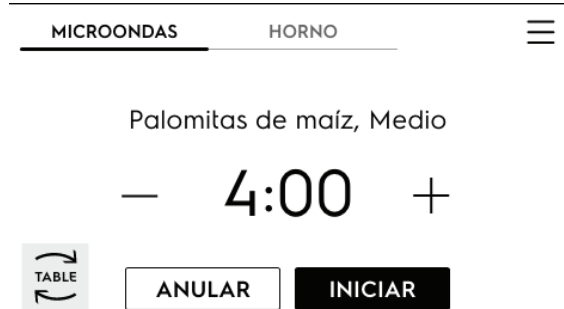 MICROONDAS HORNO
Palomitas de maíz, Medio
4:00
TABLE
ANULAR INICIAR